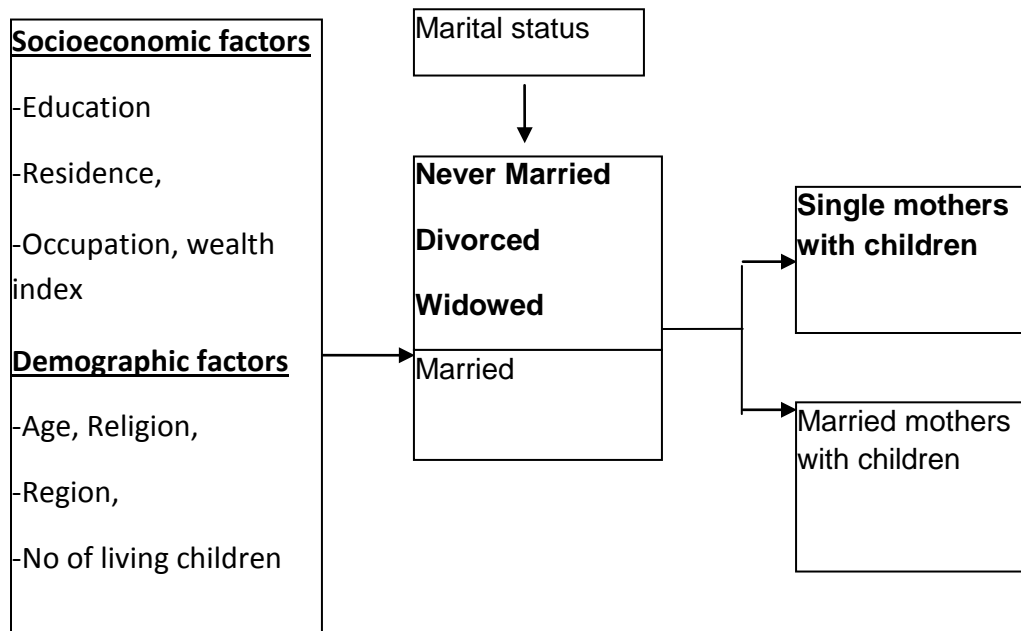 Socioeconomic factors
-Education
-Residence,
-Occupation, wealth
index
Demographic factors
-Age, Religion,
-Region,
-No of living children
Marital status
Never Married
Divorced
Widowed
Married
Single mothers
with children
Married mothers
with children